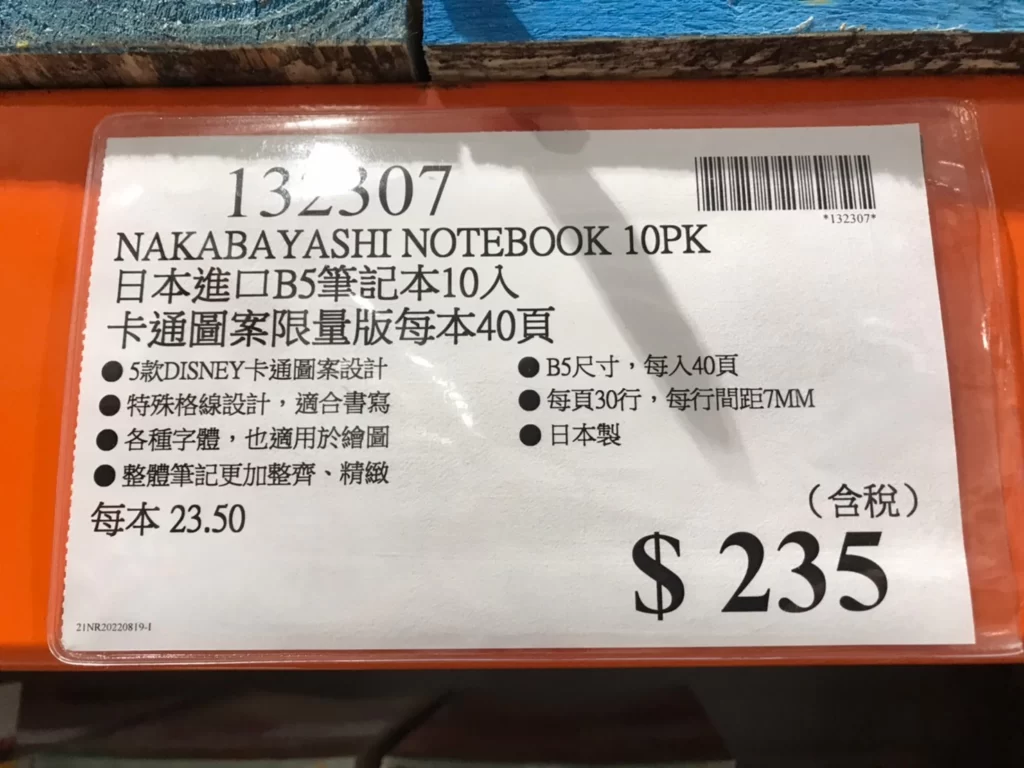 132307
*132307*
NAKABAYASHI NOTEBOOK 10PK
日本進口B5筆記本10入
卡通圖案限量版每本40頁
●5款DISNEY卡通圖案設計
●特殊格線設計，適合書寫
●各種字體，也適用於繪圖
●整體筆記更加整齊、精緻
●B5尺寸，每入40頁
●每頁30行，每行間距7MM
●日本製
每本 23.50
（含稅）
$ 235
21NR20220819-1